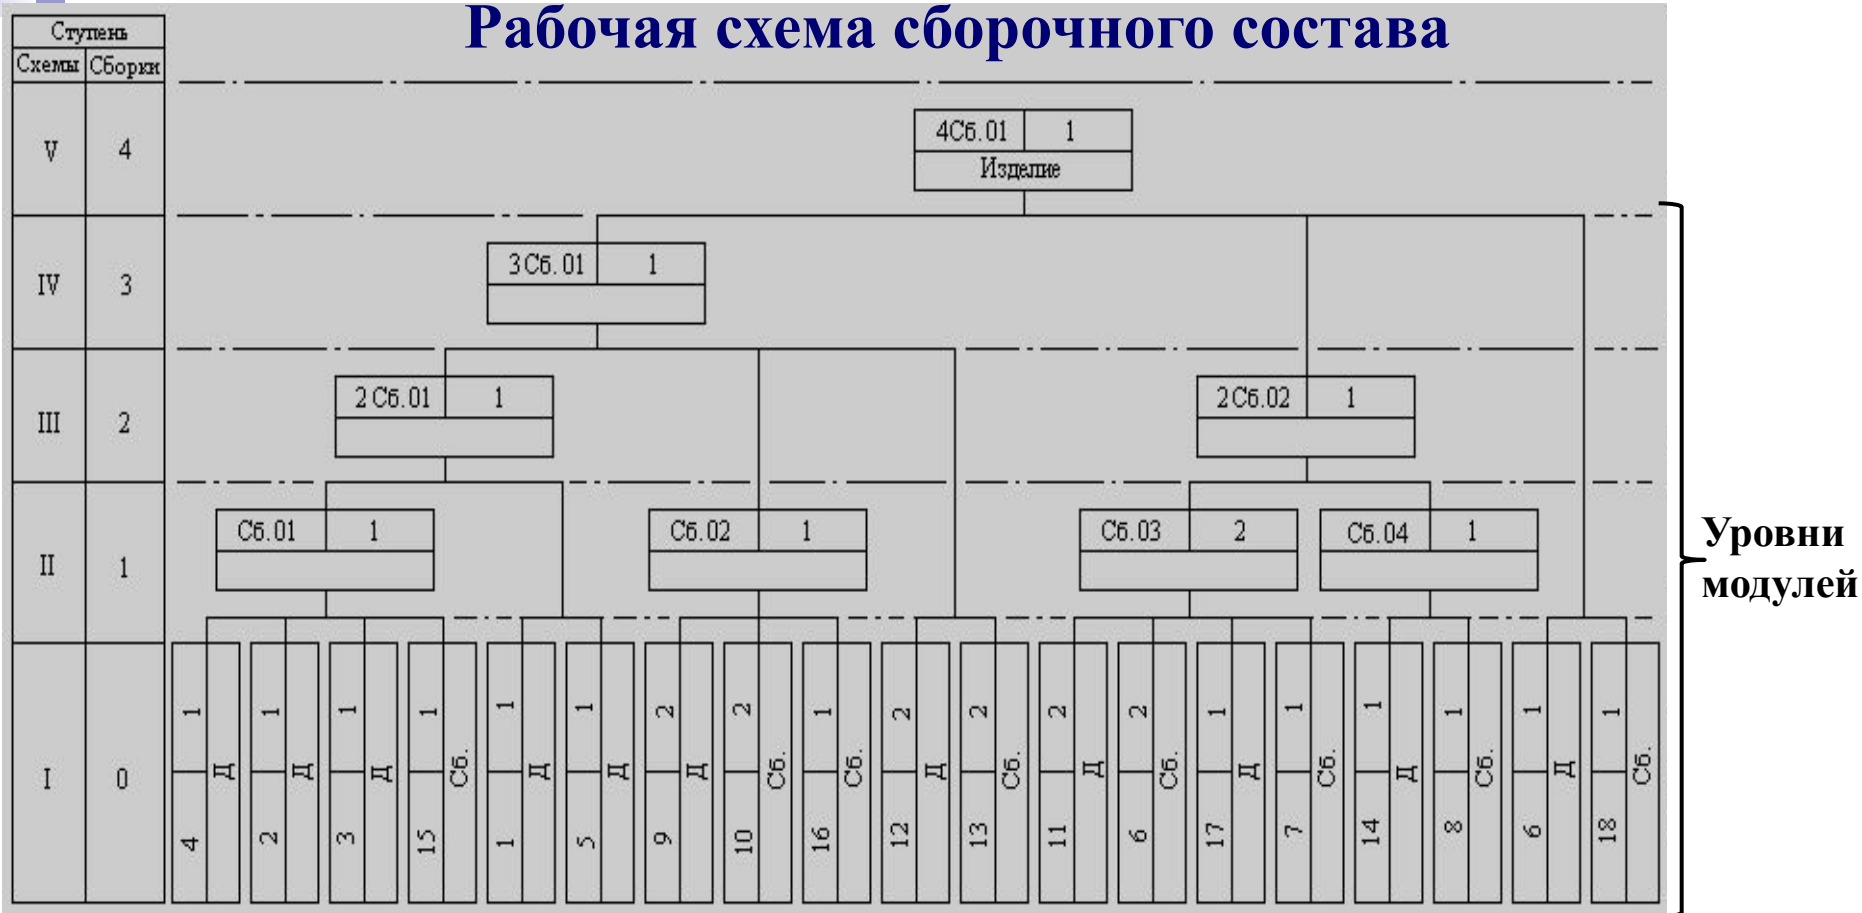 Рабочая схема сборочного состава
Ступень
Схемы Сборки
V 4
4Сб.01 1
Изделие
IV 3
3Сб.01 1
III 2
2Сб.01 1
2Сб.02 1
II 1
Сб.01 1
Сб.02 1
Сб.03 2
Сб.04 1
Уровни
модулей
I 0
4 1 Д
2 1 Д
3 1 Д
15 1 Сб.
1 1 Д
5 1 Д
9 2 Д
10 2 Сб.
16 1 Сб.
12 2 Д
13 2 Сб.
11 2 Д
6 2 Сб.
17 1 Д
7 1 Сб.
14 1 Д
8 1 Сб.
6 1 Д
18 1 Сб.